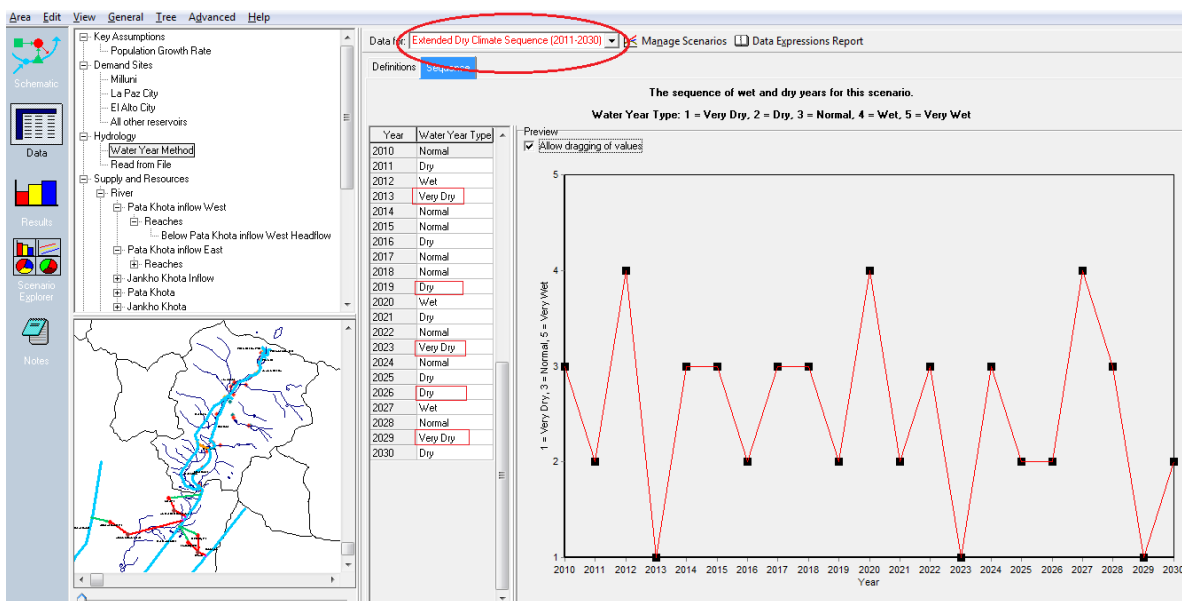 Area Edit View General Tree Advanced Help
Schematic
Data
Results
Scenario
Explorer
Notes
Key Assumptions
Population Growth Rate
Demand Sites
Milluni
La Paz City
El Alto City
All other reservoirs
Hydrology
Water Year Method
Read from File
Supply and Resources
River
Pata Khota inflow West
Reaches
Below Pata Khota inflow West Headflow
Pata Khota inflow East
Reaches
Jankho Khota Inflow
Pata Khota
Jankho Khota
Data for: Extended Dry Climate Sequence (2011-2030) Manage Scenarios Data Expressions Report
Definitions Sequence
The sequence of wet and dry years for this scenario.
Water Year Type: 1 = Very Dry, 2 = Dry, 3 = Normal, 4 = Wet, 5 = Very Wet
Year Water Year Type
2010 Normal
2011 Dry
2012 Wet
2013 Very Dry
2014 Normal
2015 Normal
2016 Dry
2017 Normal
2018 Normal
2019 Dry
2020 Wet
2021 Dry
2022 Normal
2023 Very Dry
2024 Normal
2025 Dry
2026 Dry
2027 Wet
2028 Normal
2029 Very Dry
2030 Dry
Preview
Allow dragging of values
1 = Very Dry, 3 = Normal, 5 = Very Wet
5
4
3
2
1
2010 2011 2012 2013 2014 2015 2016 2017 2018 2019 2020 2021 2022 2023 2024 2025 2026 2027 2028 2029 2030
Year